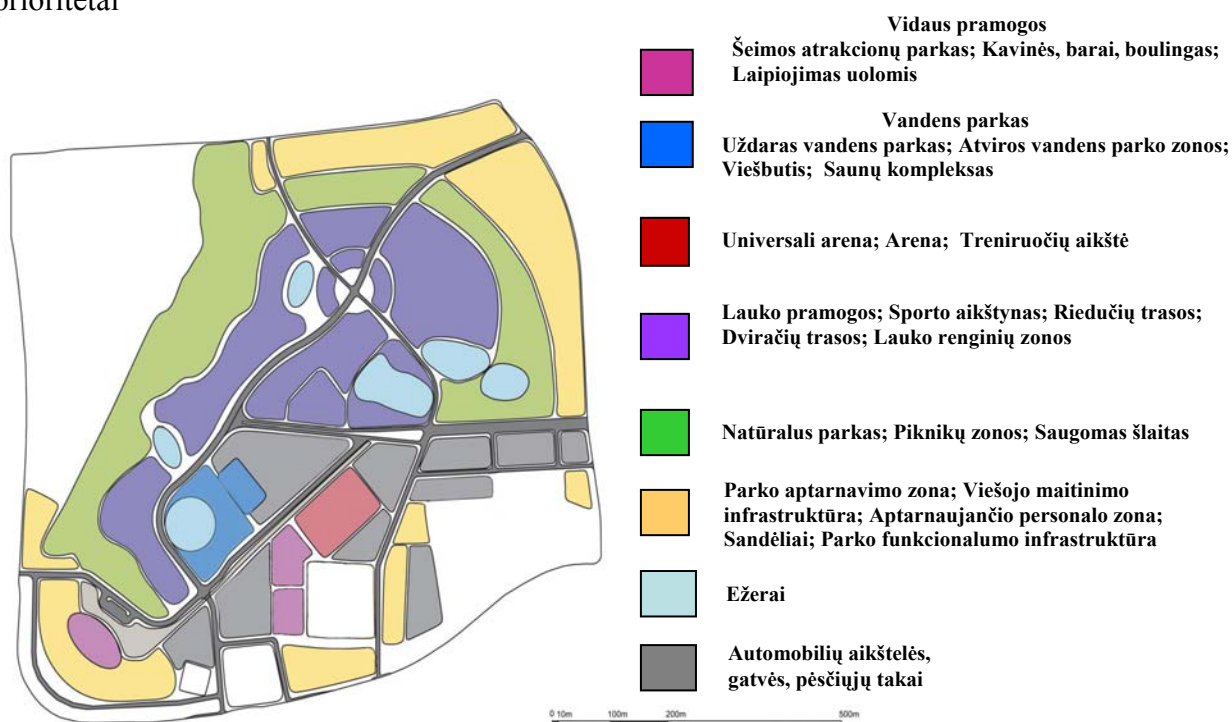 prioritetai
Vidaus pramogos
Šeimos atrakcionų parkas; Kavinės, barai, boulingas;
Laipiojimas uolomis
Vandens parkas
Uždaras vandens parkas; Atviros vandens parko zonos;
Viešbutis; Saunų kompleksas
Universali arena; Arena; Treniruočių aikštė
Lauko pramogos; Sporto aikštynas; Riedučių trasos;
Dviračių trasos; Lauko renginių zonos
Natūralus parkas; Piknikų zonos; Saugomas šlaitas
Parko aptarnavimo zona; Viešojo maitinimo
infrastruktūra; Aptarnaujančio personalo zona;
Sandėliai; Parko funkcionalumo infrastruktūra
Ežerai
Automobilių aikštelės,
gatvės, pėsčiųjų takai
0 10m 100m 200m 500m